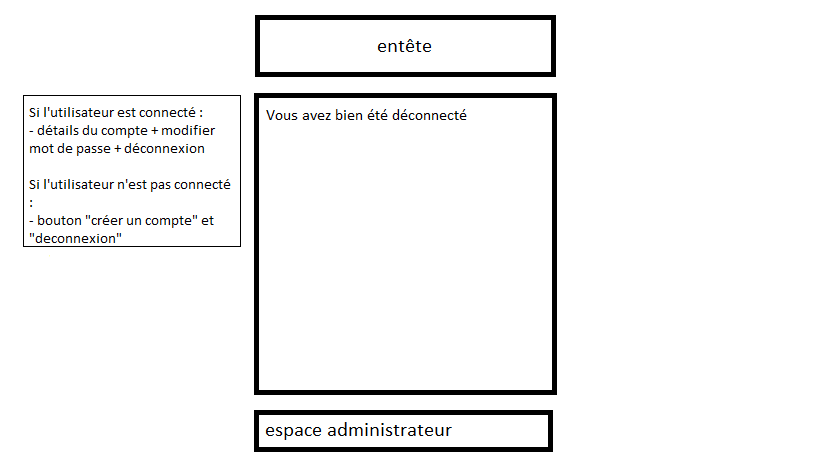 entête
Si l'utilisateur est connecté :
- détails du compte + modifier
mot de passe + déconnexion
Si l'utilisateur n'est pas connecté
:
- bouton "créer un compte" et
"deconnexion"
Vous avez bien été déconnecté
espace administrateur